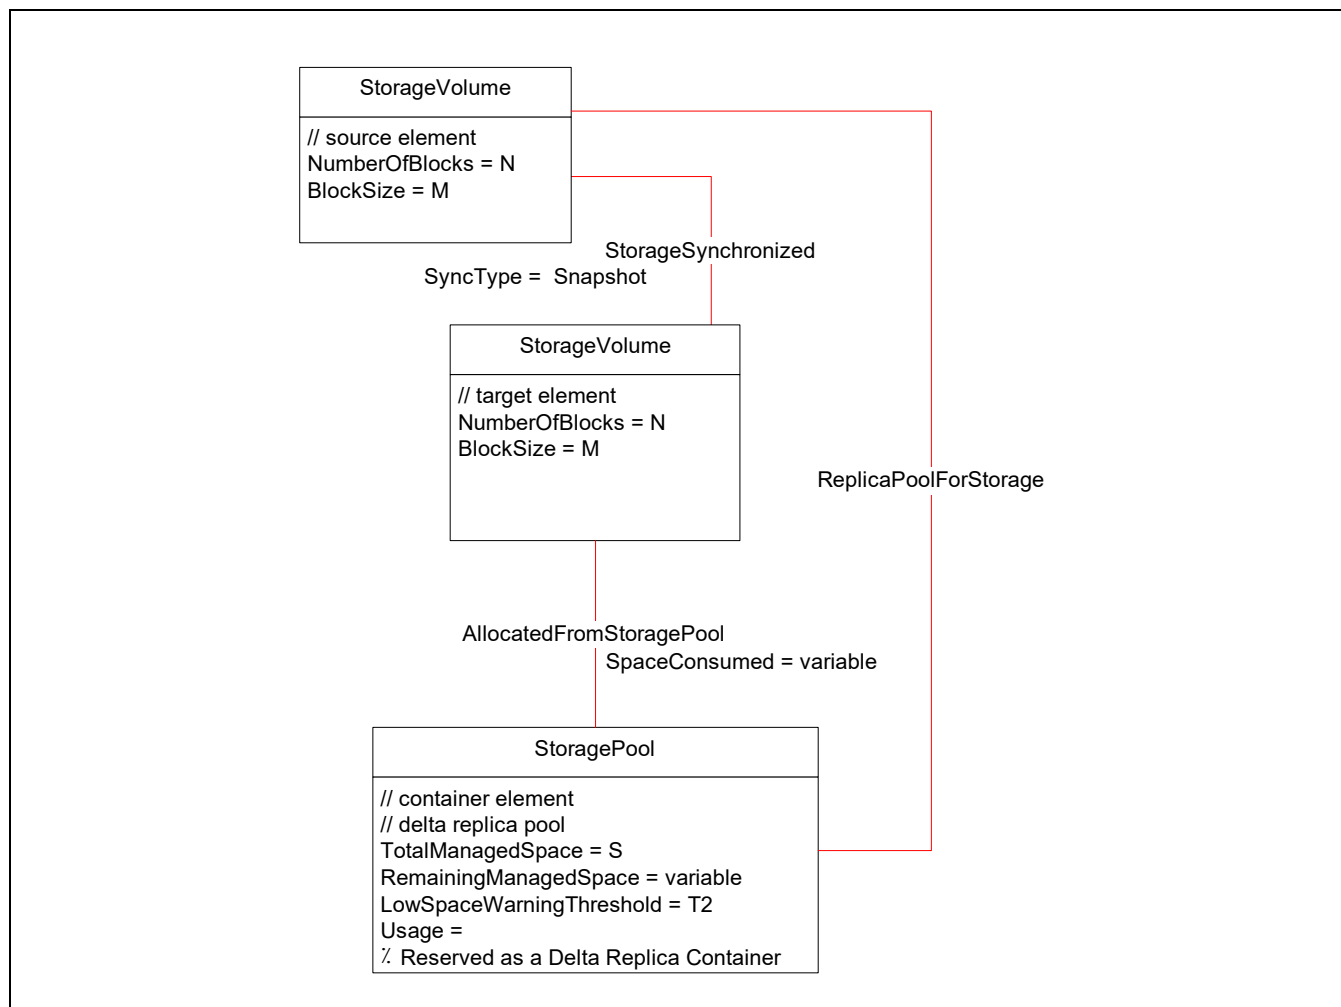 StorageVolume
// source element
NumberOfBlocks = N
BlockSize = M
StorageSynchronized
SyncType =  Snapshot
StorageVolume
// target element
NumberOfBlocks = N
BlockSize = M
ReplicaPoolForStorage
AllocatedFromStoragePool
SpaceConsumed = variable
StoragePool
// container element
// delta replica pool
TotalManagedSpace = S
RemainingManagedSpace = variable
LowSpaceWarningThreshold = T2
Usage =
⁒ Reserved as a Delta Replica Container